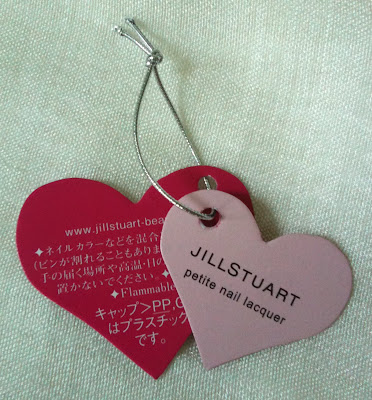 www.jillstuart-bea
✦ネイルカラーなどを混合
(ビンが割れることもありま
手の届く場所や高温・日の
置かないでください。✦
✦Flammable
キャップ>PP,
はプラスチック
です。
JILLSTUART
petite nail lacquer